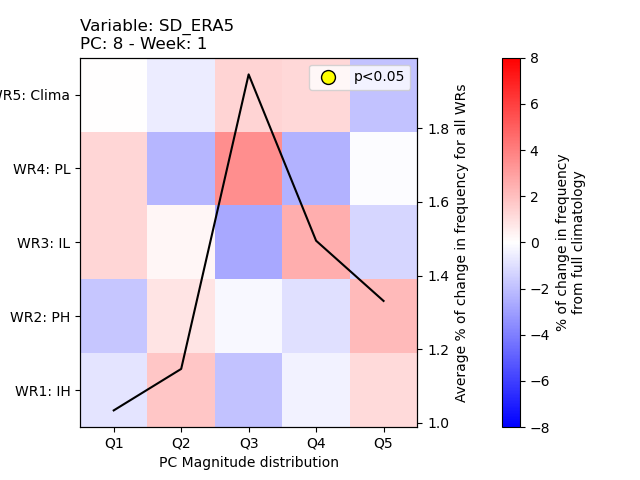 Variable: SD_ERA5
PC: 8 - Week: 1
p<0.05
WR5: Clima
WR4: PL
WR3: IL
WR2: PH
WR1: IH
Q1 Q2 Q3 Q4 Q5
PC Magnitude distribution
1.8
1.6
1.4
1.2
1.0
Average % of change in frequency for all WRs
8
6
4
2
0
−2
−4
−6
−8
% of change in frequency
from full climatology